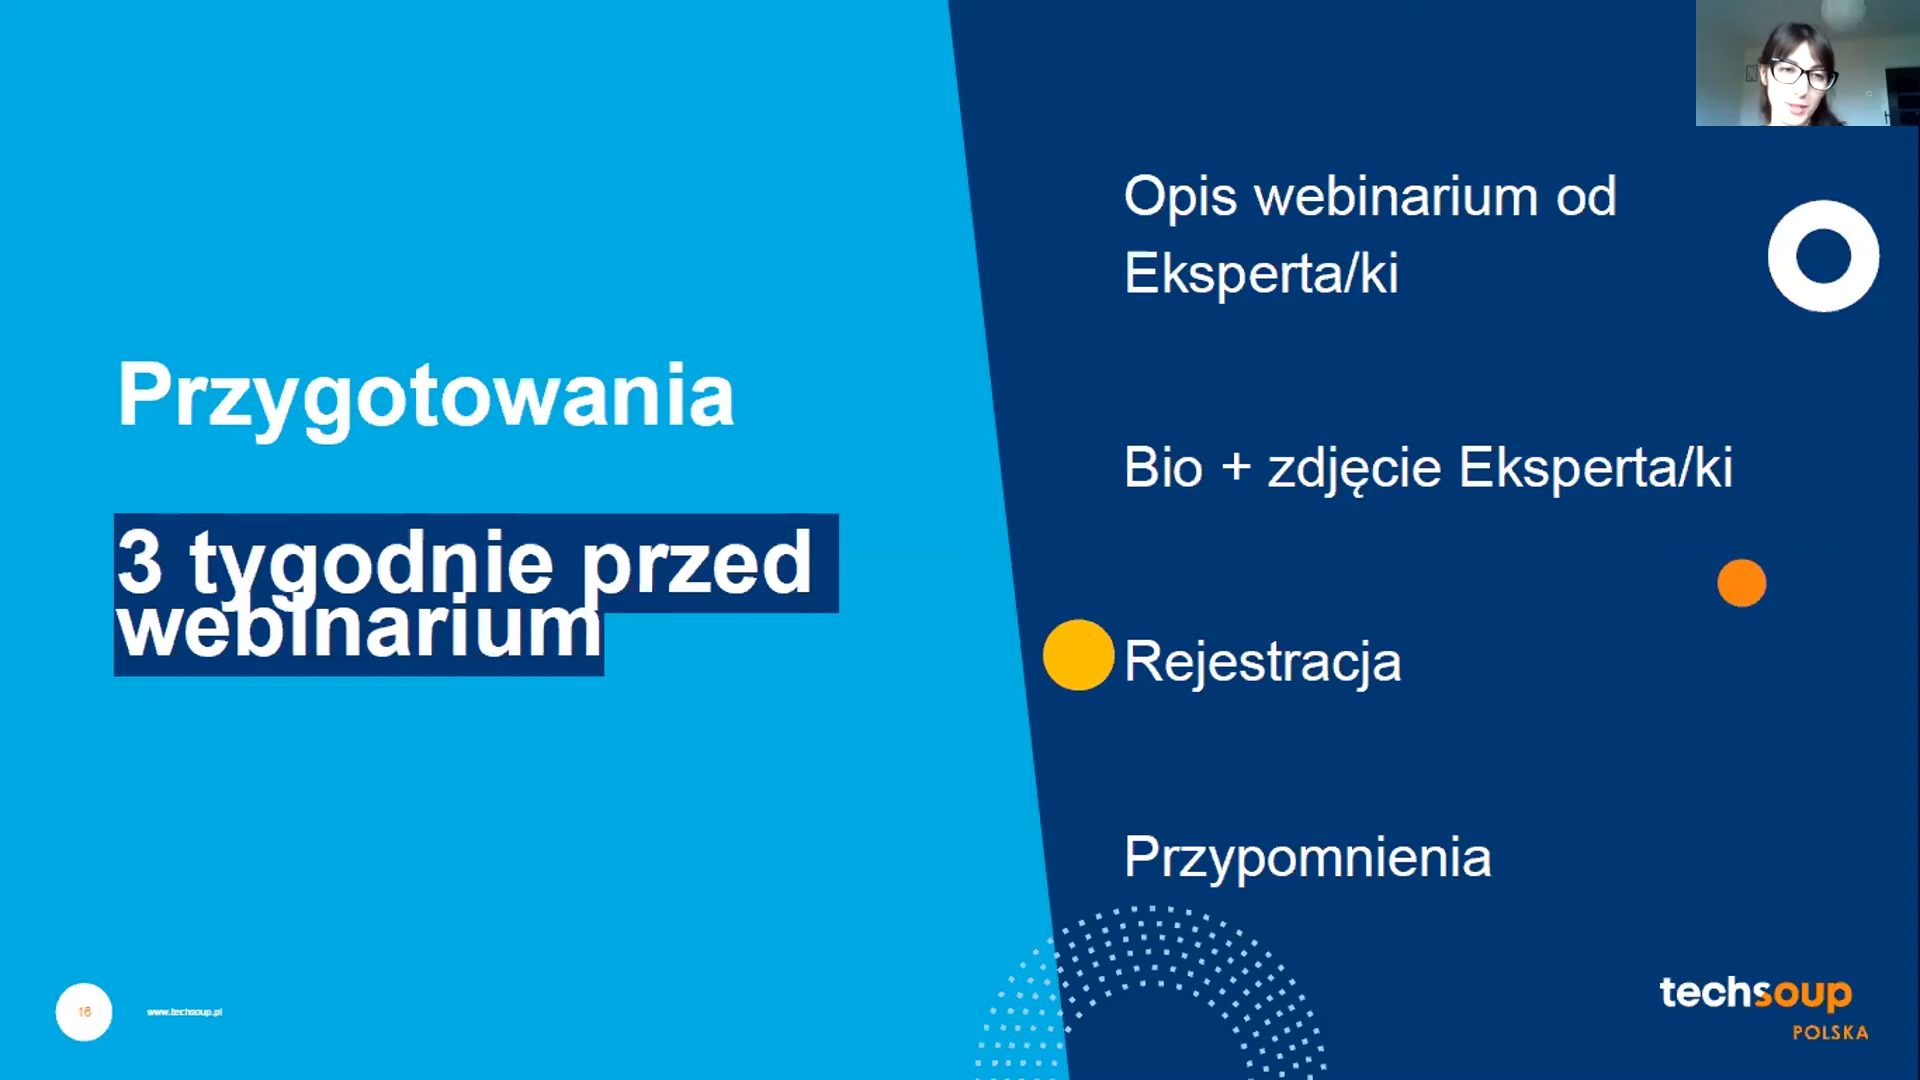 Przygotowania
3 tygodnie przed
webinarium
Opis webinarium od
Eksperta/ki
Bio + zdjęcie Eksperta/ki
Rejestracja
Przypomnienia
16
www.techsoup.pl
techsoup
POLSKA